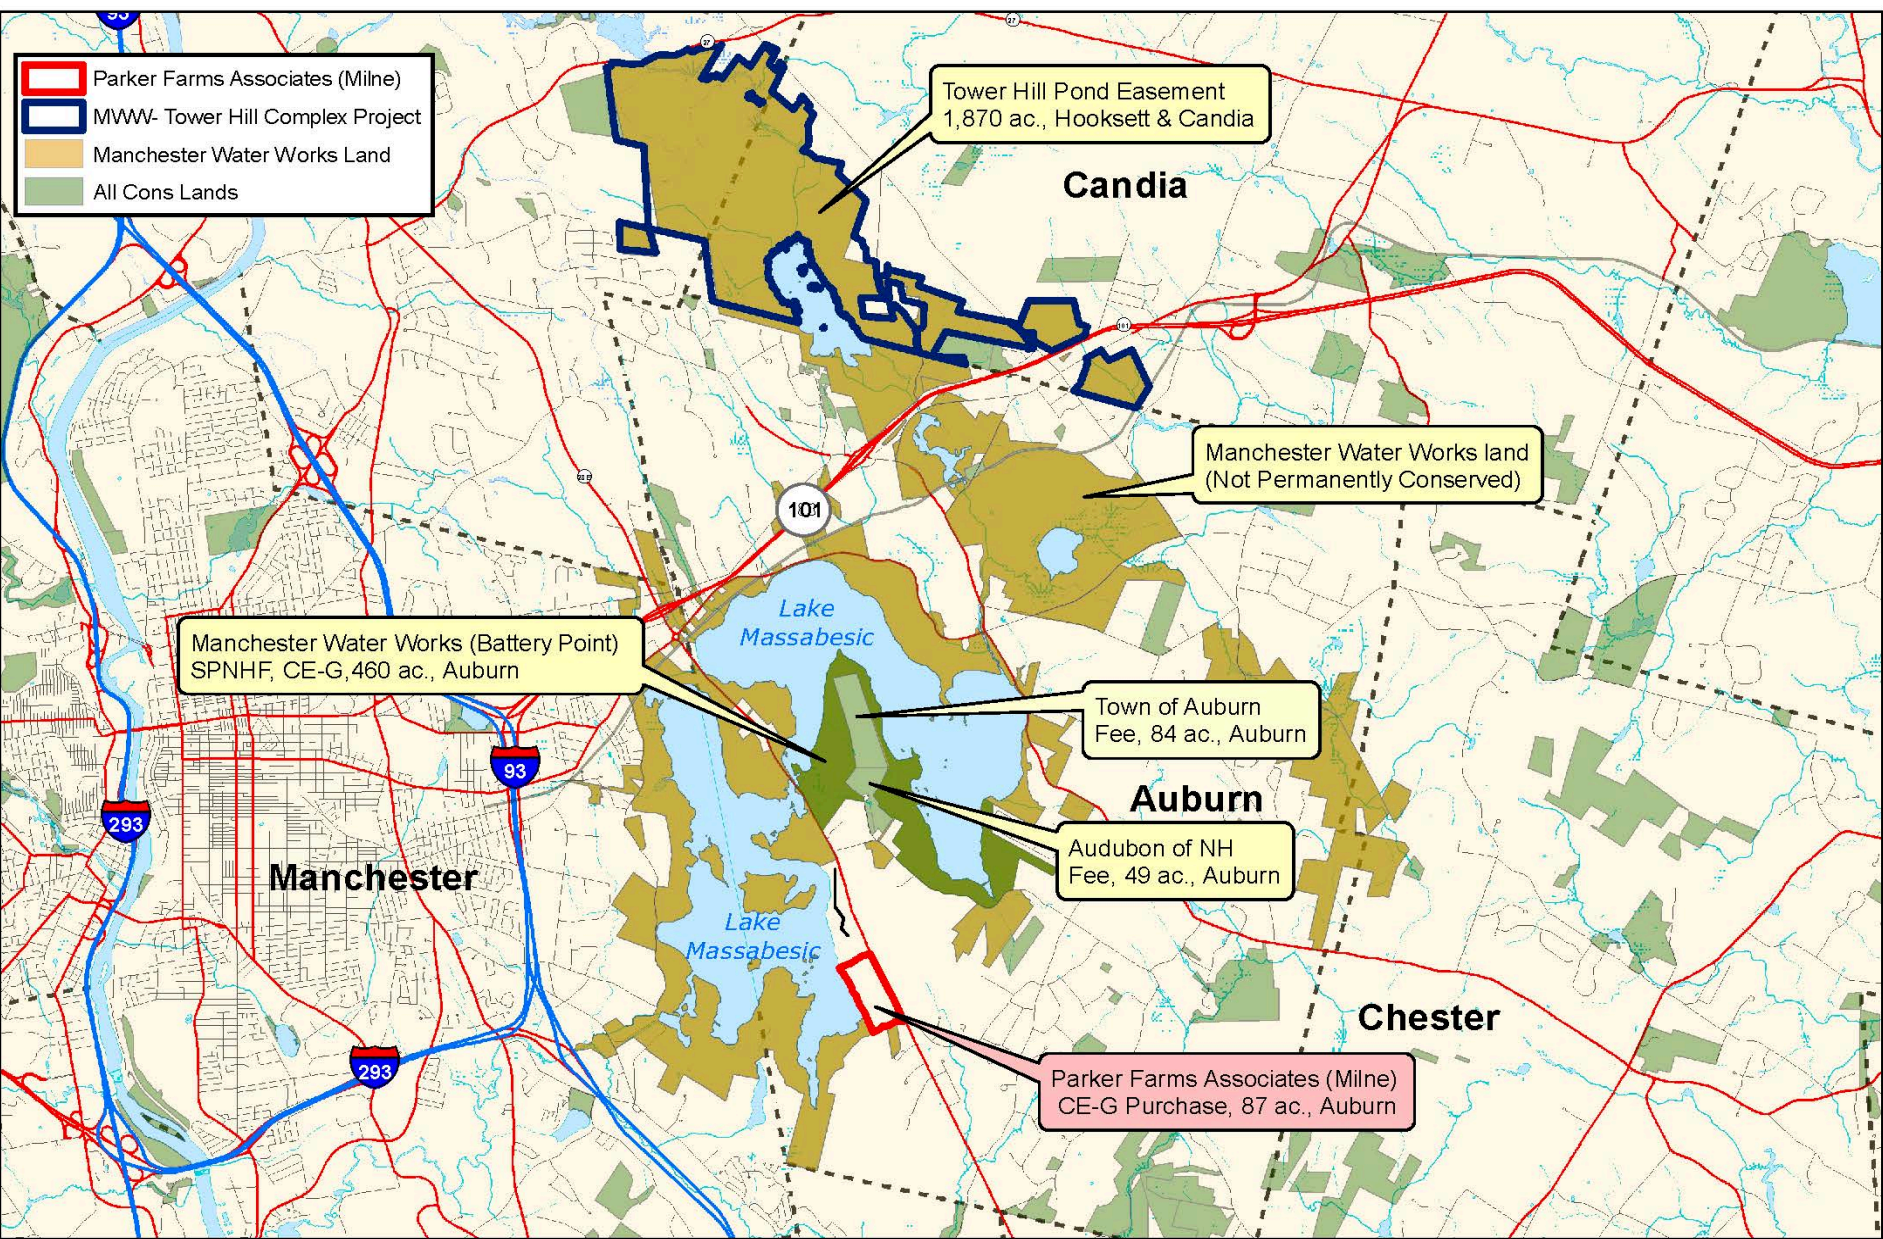 93
27
27
Parker Farms Associates (Milne)
MWW- Tower Hill Complex Project
Manchester Water Works Land
All Cons Lands
Tower Hill Pond Easement
1,870 ac., Hooksett & Candia
Candia
101
Manchester Water Works land
(Not Permanently Conserved)
101
Lake
Massabesic
Manchester Water Works (Battery Point)
SPNHF, CE-G,460 ac., Auburn
Town of Auburn
Fee, 84 ac., Auburn
93
Auburn
293
Audubon of NH
Fee, 49 ac., Auburn
Manchester
Lake
Massabesic
Chester
293
Parker Farms Associates (Milne)
CE-G Purchase, 87 ac., Auburn